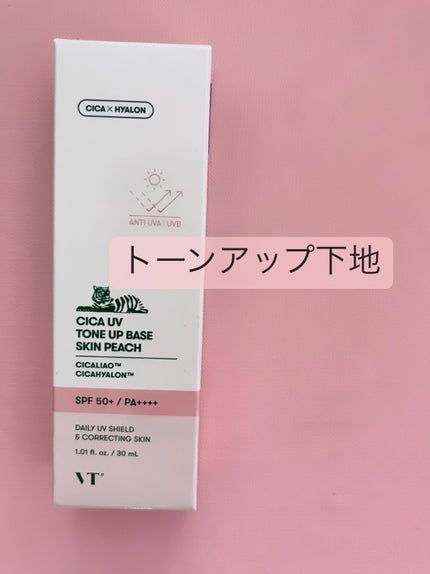 CICA×HYALON
ANTI UVA | UVB
トーンアップ下地
CICA UV
TONE UP BASE
SKIN PEACH
CICALIAO™
CICAHYALON™
SPF 50+ / PA++++
DAILY UV SHIELD
& CORRECTING SKIN
1.01 fl. oz. / 30 mL
VT®